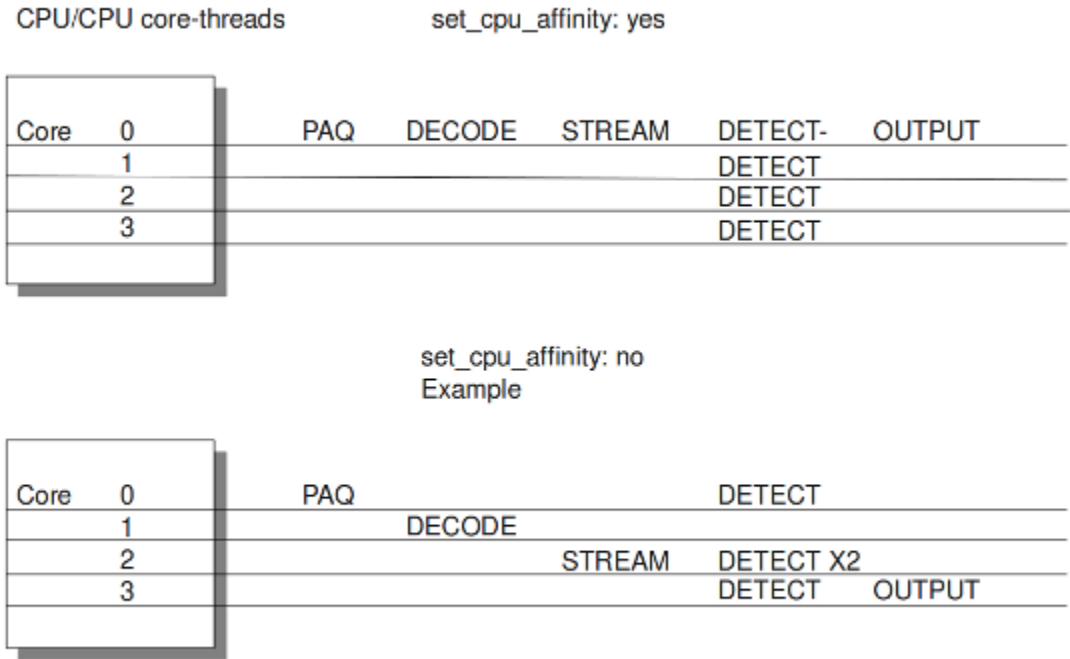 CPU/CPU core-threads set_cpu_affinity: yes
Core 0 PAQ DECODE STREAM DETECT- OUTPUT
1 DETECT
2 DETECT
3 DETECT
set_cpu_affinity: no
Example
Core 0 PAQ DETECT
1 DECODE
2 STREAM DETECT X2
3 DETECT OUTPUT